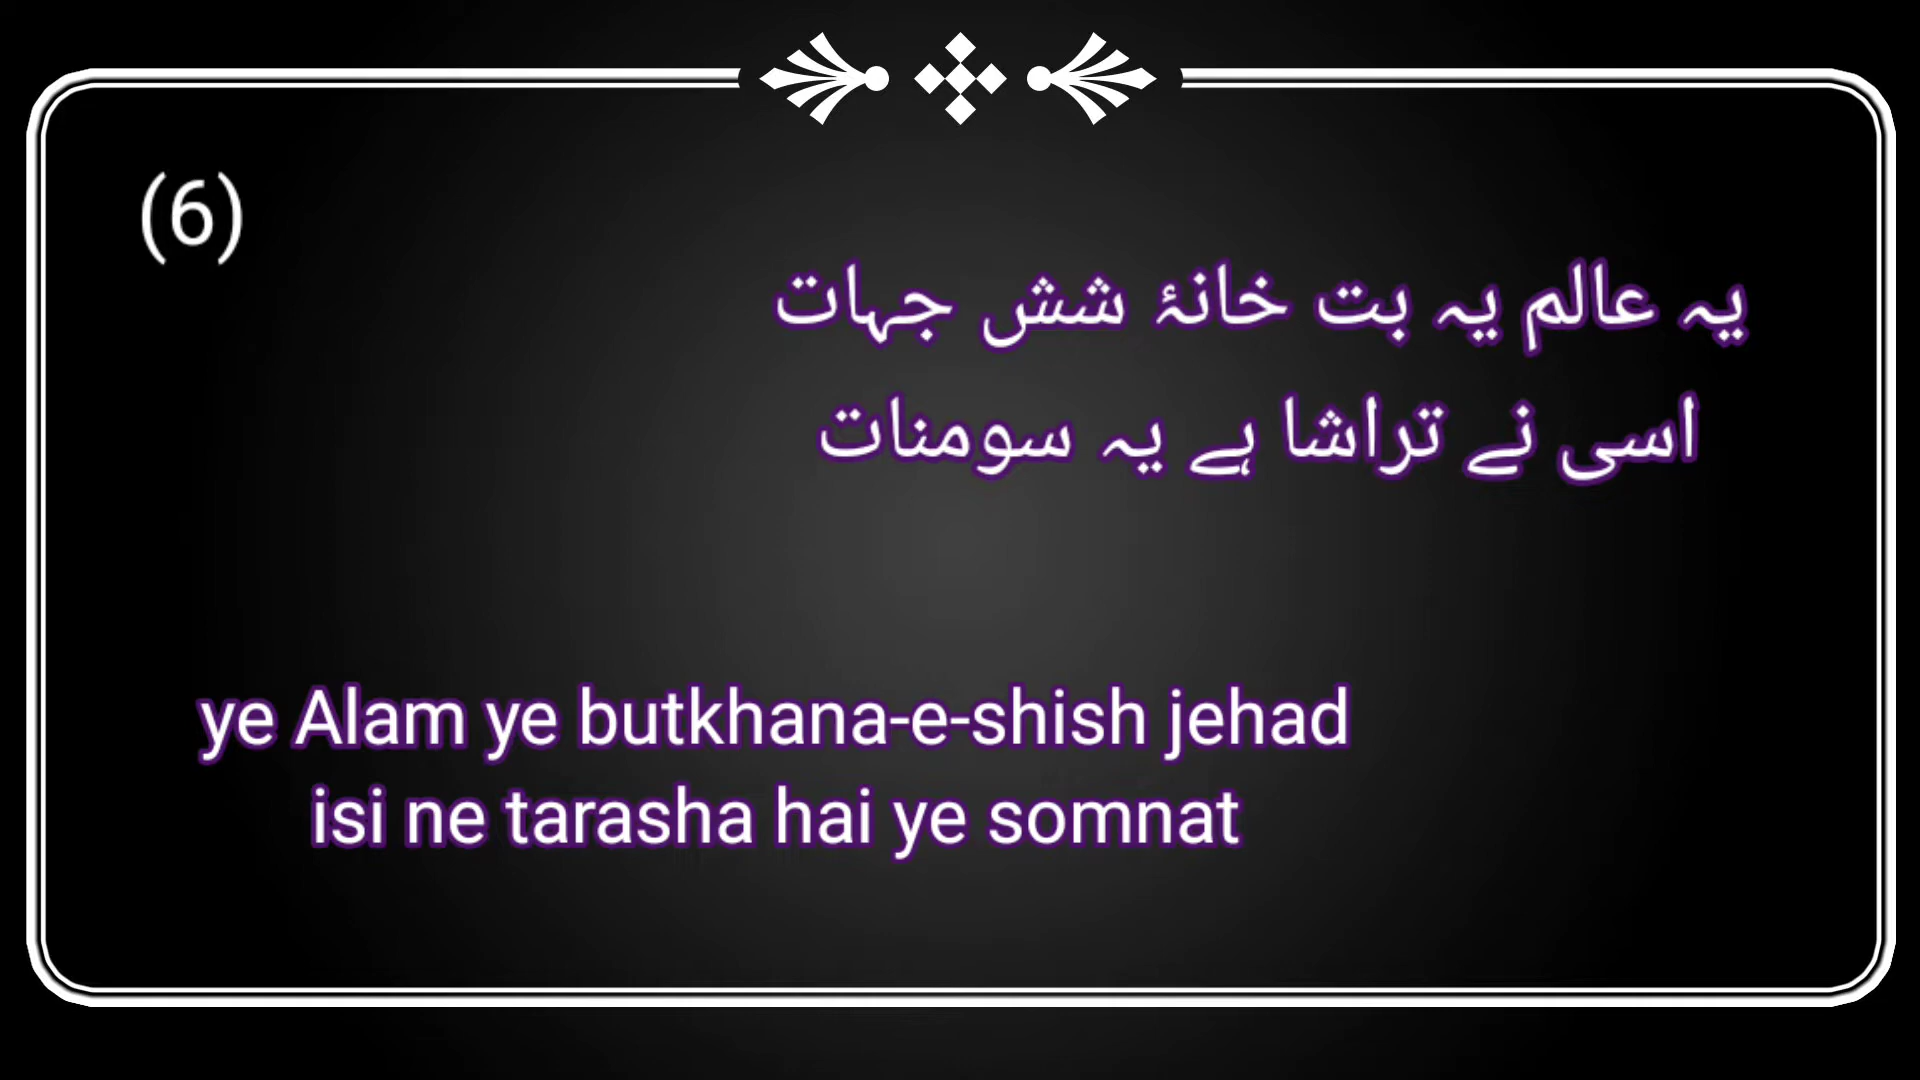 (6)
یہ عالم یہ بت خانۂ شش جہات
اسی نے تراشا ہے یہ سومنات
ye Alam ye butkhana-e-shish jehad
isi ne tarasha hai ye somnat